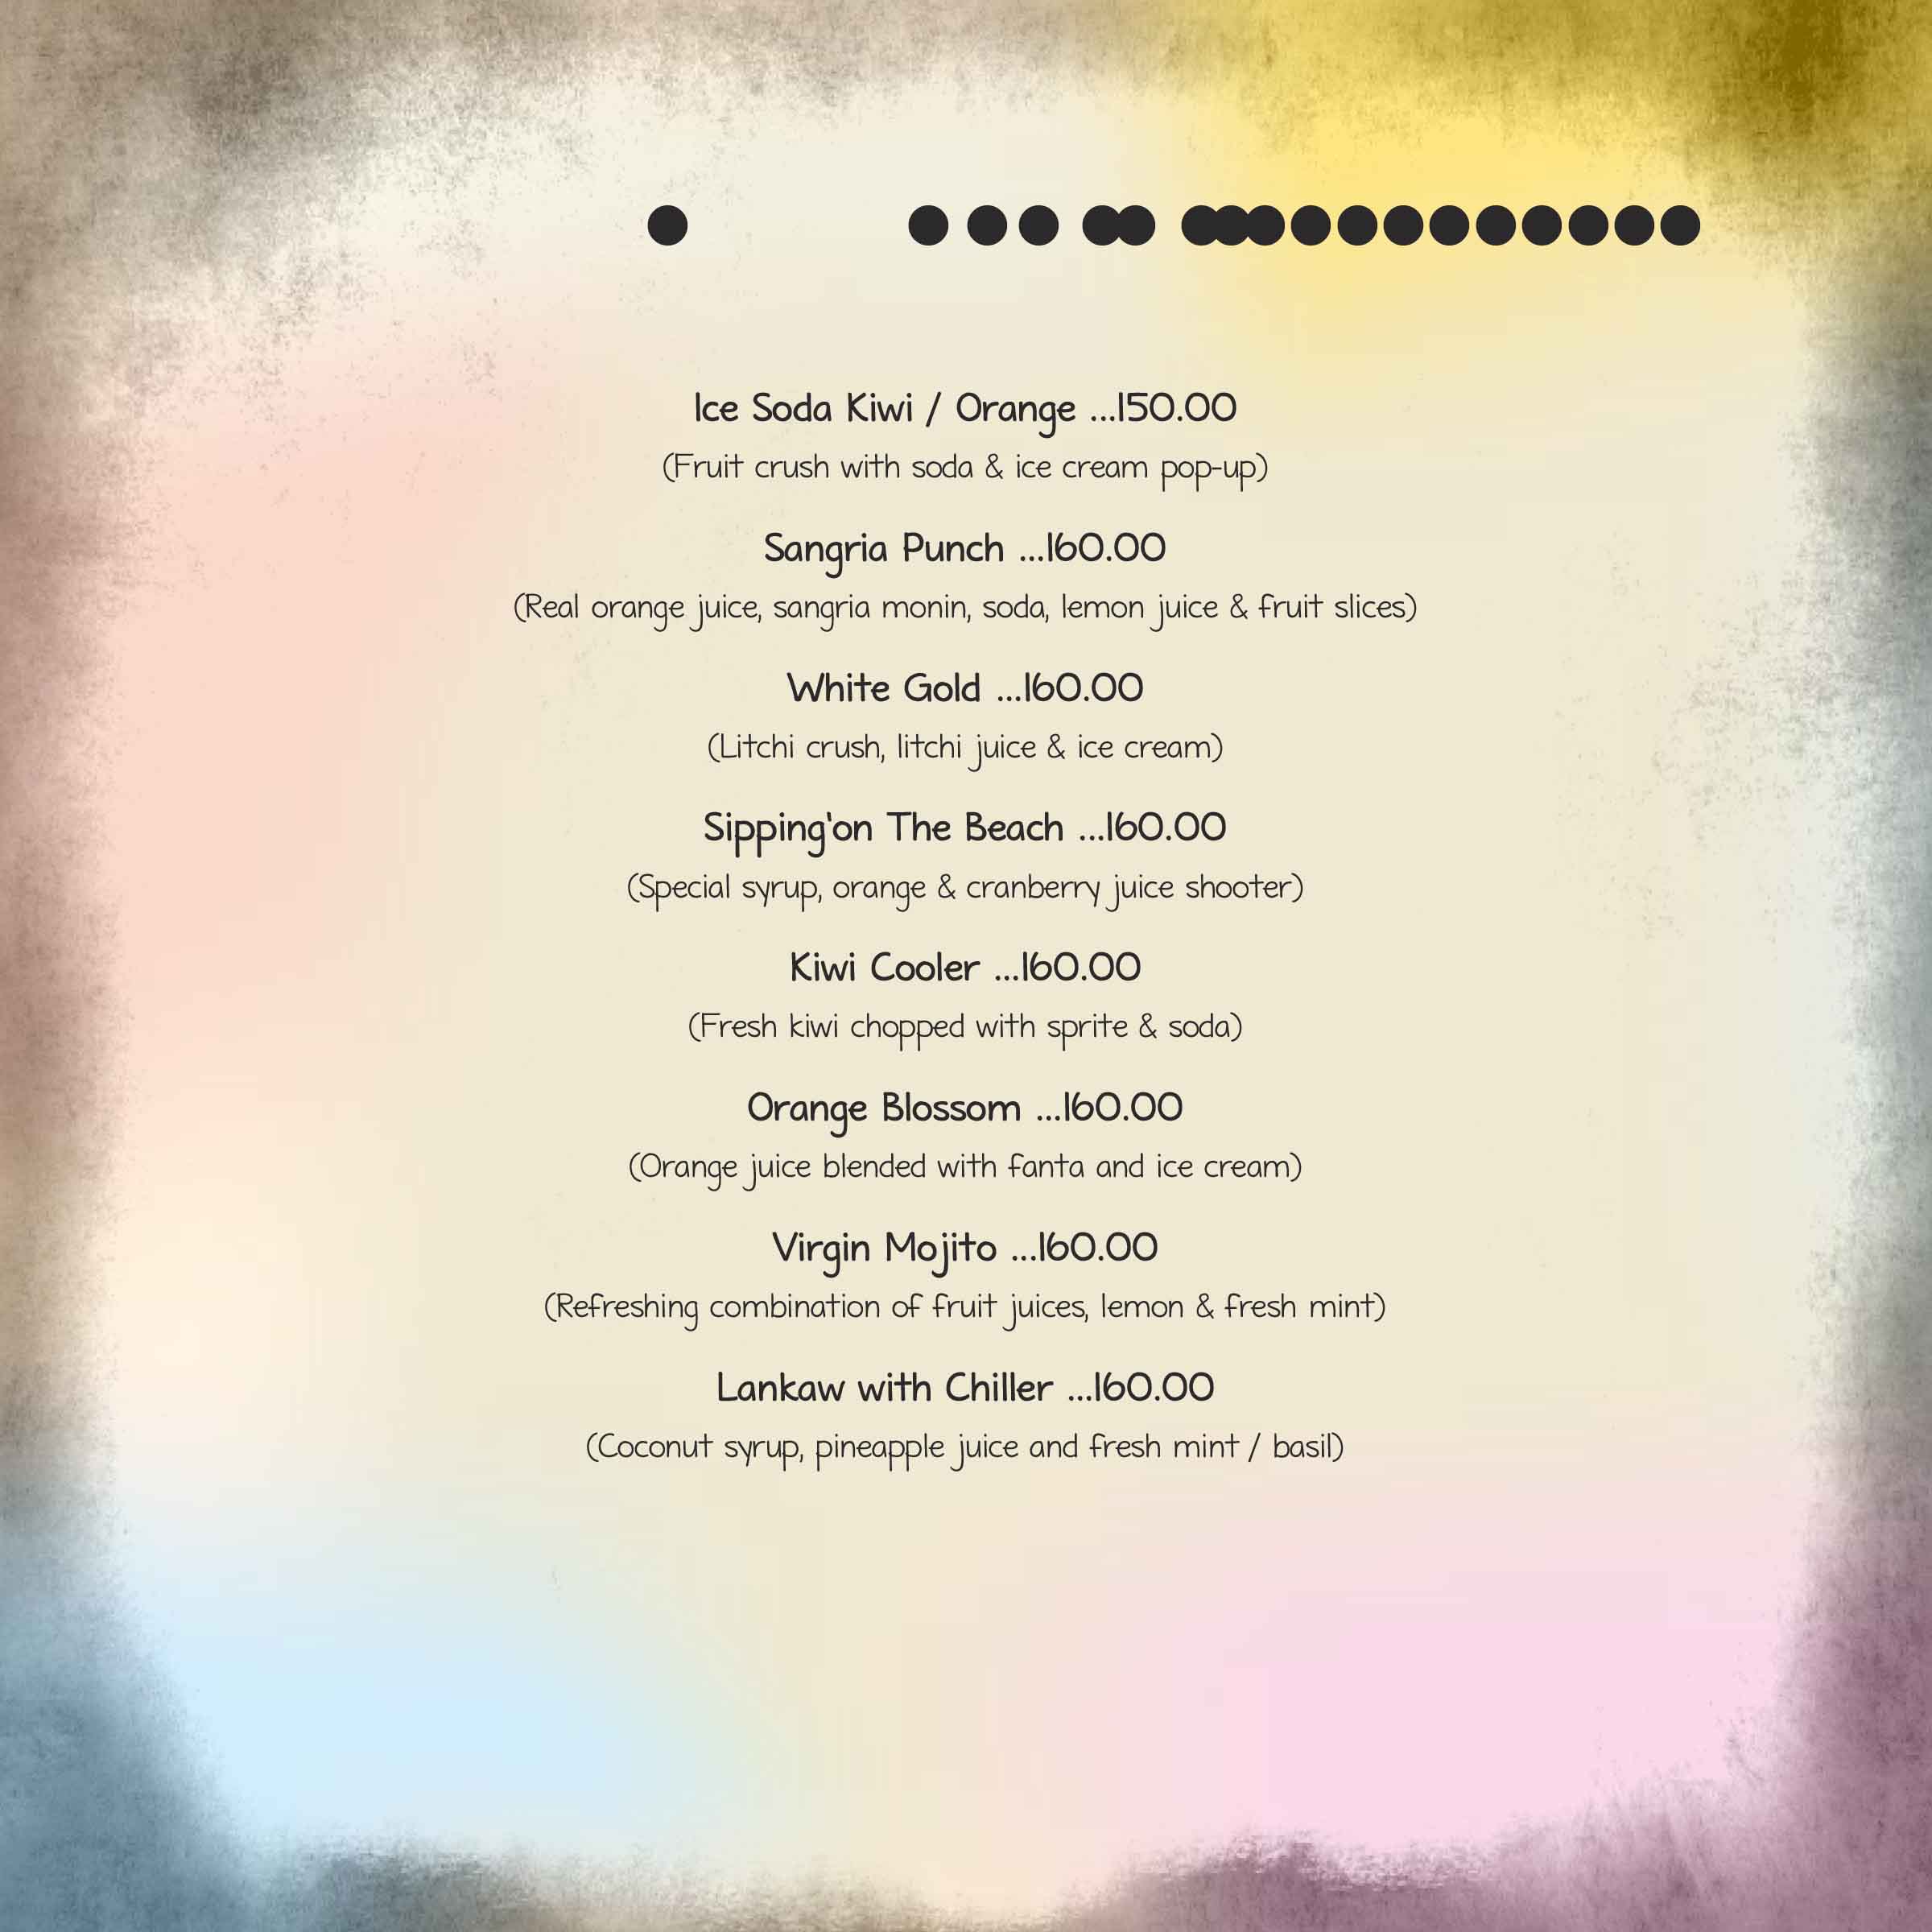 Ice Soda Kiwi / Orange ...150.00
(Fruit crush with soda & ice cream pop-up)
Sangria Punch ...160.00
(Real orange juice, sangria monin, soda, lemon juice & fruit slices)
White Gold ...160.00
(Litchi crush, litchi juice & ice cream)
Sipping'on The Beach ...160.00
(Special syrup, orange & cranberry juice shooter)
Kiwi Cooler ...160.00
(Fresh kiwi chopped with sprite & soda)
Orange Blossom ...160.00
(Orange juice blended with fanta and ice cream)
Virgin Mojito ...160.00
(Refreshing combination of fruit juices, lemon & fresh mint)
Lankaw with Chiller ...160.00
(Coconut syrup, pineapple juice and fresh mint / basil)